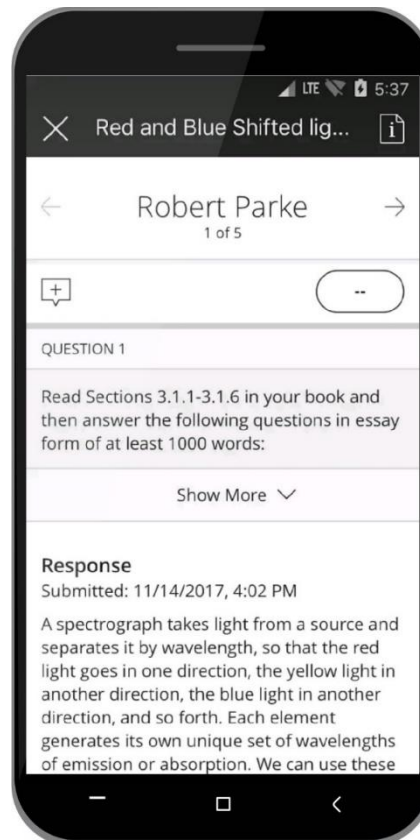 LTE 5:37
Red and Blue Shifted lig...
Robert Parke
1 of 5
--
QUESTION 1
Read Sections 3.1.1-3.1.6 in your book and
then answer the following questions in essay
form of at least 1000 words:
Show More
Response
Submitted: 11/14/2017, 4:02 PM
A spectrograph takes light from a source and
separates it by wavelength, so that the red
light goes in one direction, the yellow light in
another direction, the blue light in another
direction, and so forth. Each element
generates its own unique set of wavelengths
of emission or absorption. We can use these